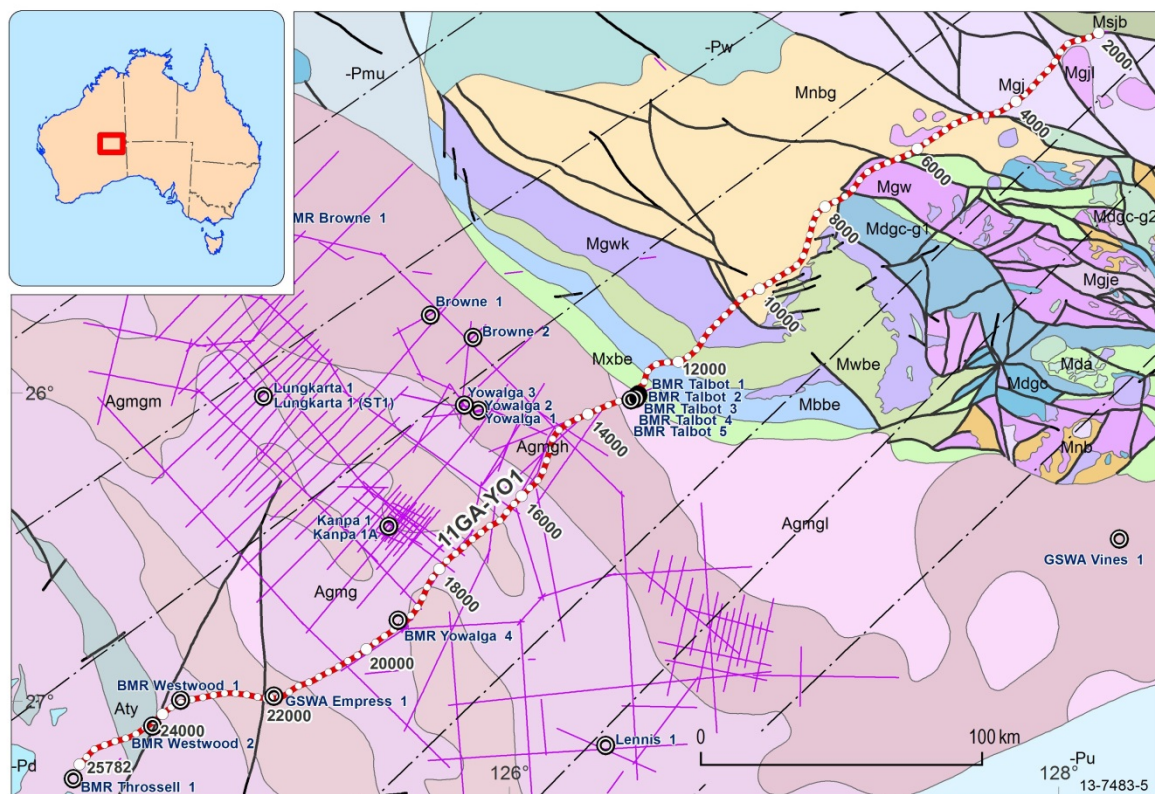 Msjb
-Pw
2000
-Pmu
Mgjl
Mgj
Mnbg
4000
6000
Mgw
Mdgc-g2
8000
Mdgc-g1
BMR Browne 1
Mgwk
Mgje
10000
Browne 1
Browne 2
Mxbe
Mwbe
Mda
12000
Mdgc
26°
Lungkarta 1
Lungkarta 1 (ST1)
Agmgm
Yowalga 3
Yowalga 2
Yowalga 1
BMR Talbot 1
BMR Talbot 2
BMR Talbot 3
BMR Talbot 4
BMR Talbot 5
Mbbe
14000
Agmgh
Mnb
11GA-YO1
16000
Kanpa 1
Kanpa 1A
Agmgl
GSWA Vines 1
18000
Agmg
BMR Yowalga 4
20000
27°
BMR Westwood 1
GSWA Empress 1
Aty
22000
24000
BMR Westwood 2
Lennis 1
0
100 km
-Pd
25782
BMR Throssell 1
126°
128°
-Pu
13-7483-5